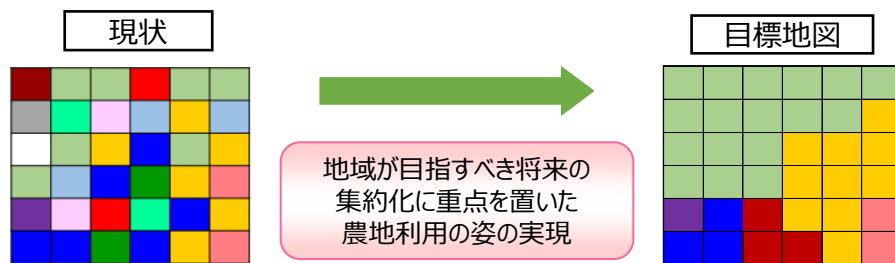 現状
目標地図
地域が目指すべき将来の
集約化に重点を置いた
農地利用の姿の実現